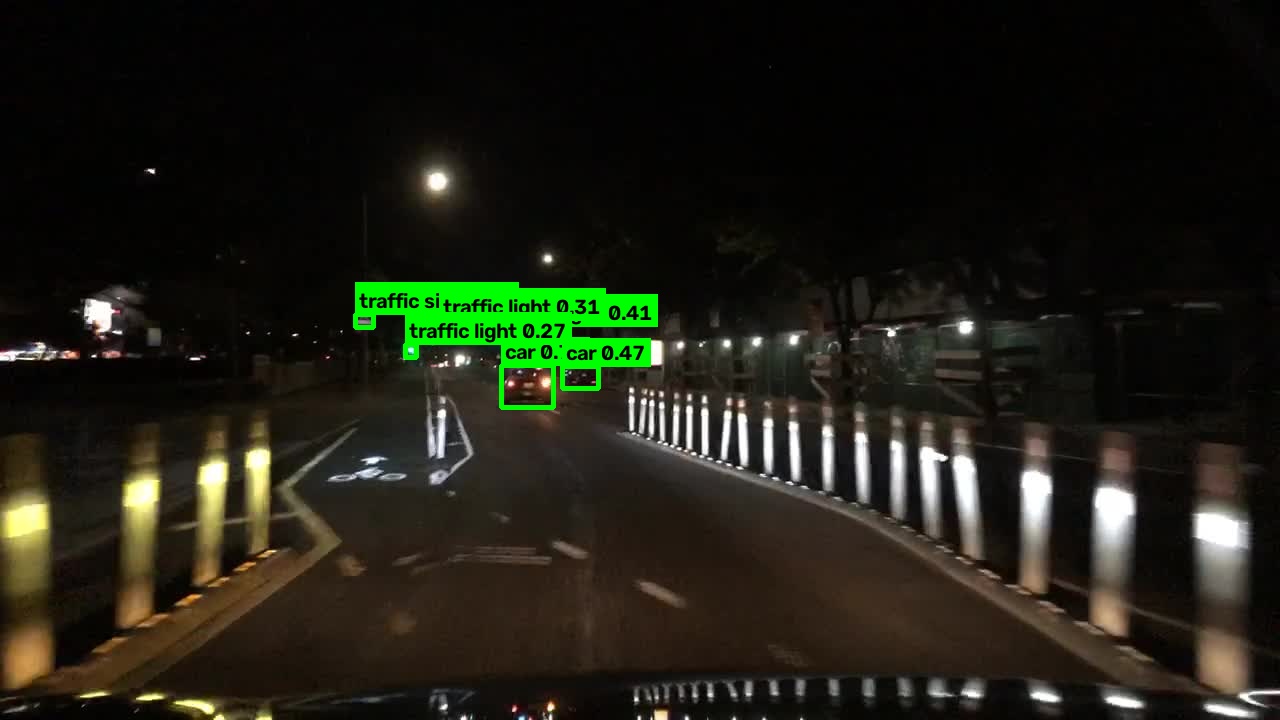 traffic si
traffic light 0.31
0.41
traffic light 0.27
car 0.
car 0.47